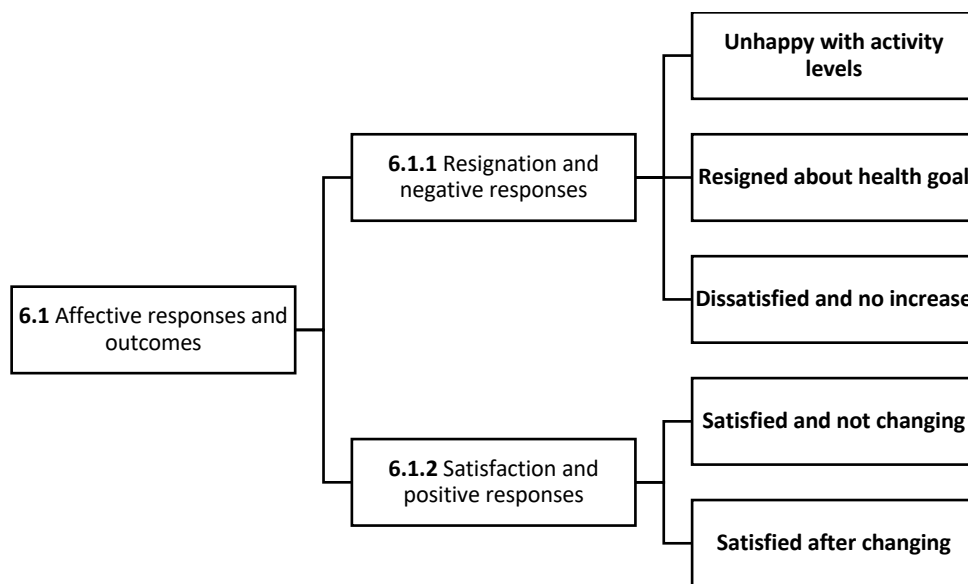 Unhappy with activity
levels
6.1.1 Resignation and
negative responses
Resigned about health goal
Dissatisfied and no increase
6.1 Affective responses and
outcomes
Satisfied and not changing
6.1.2 Satisfaction and
positive responses
Satisfied after changing